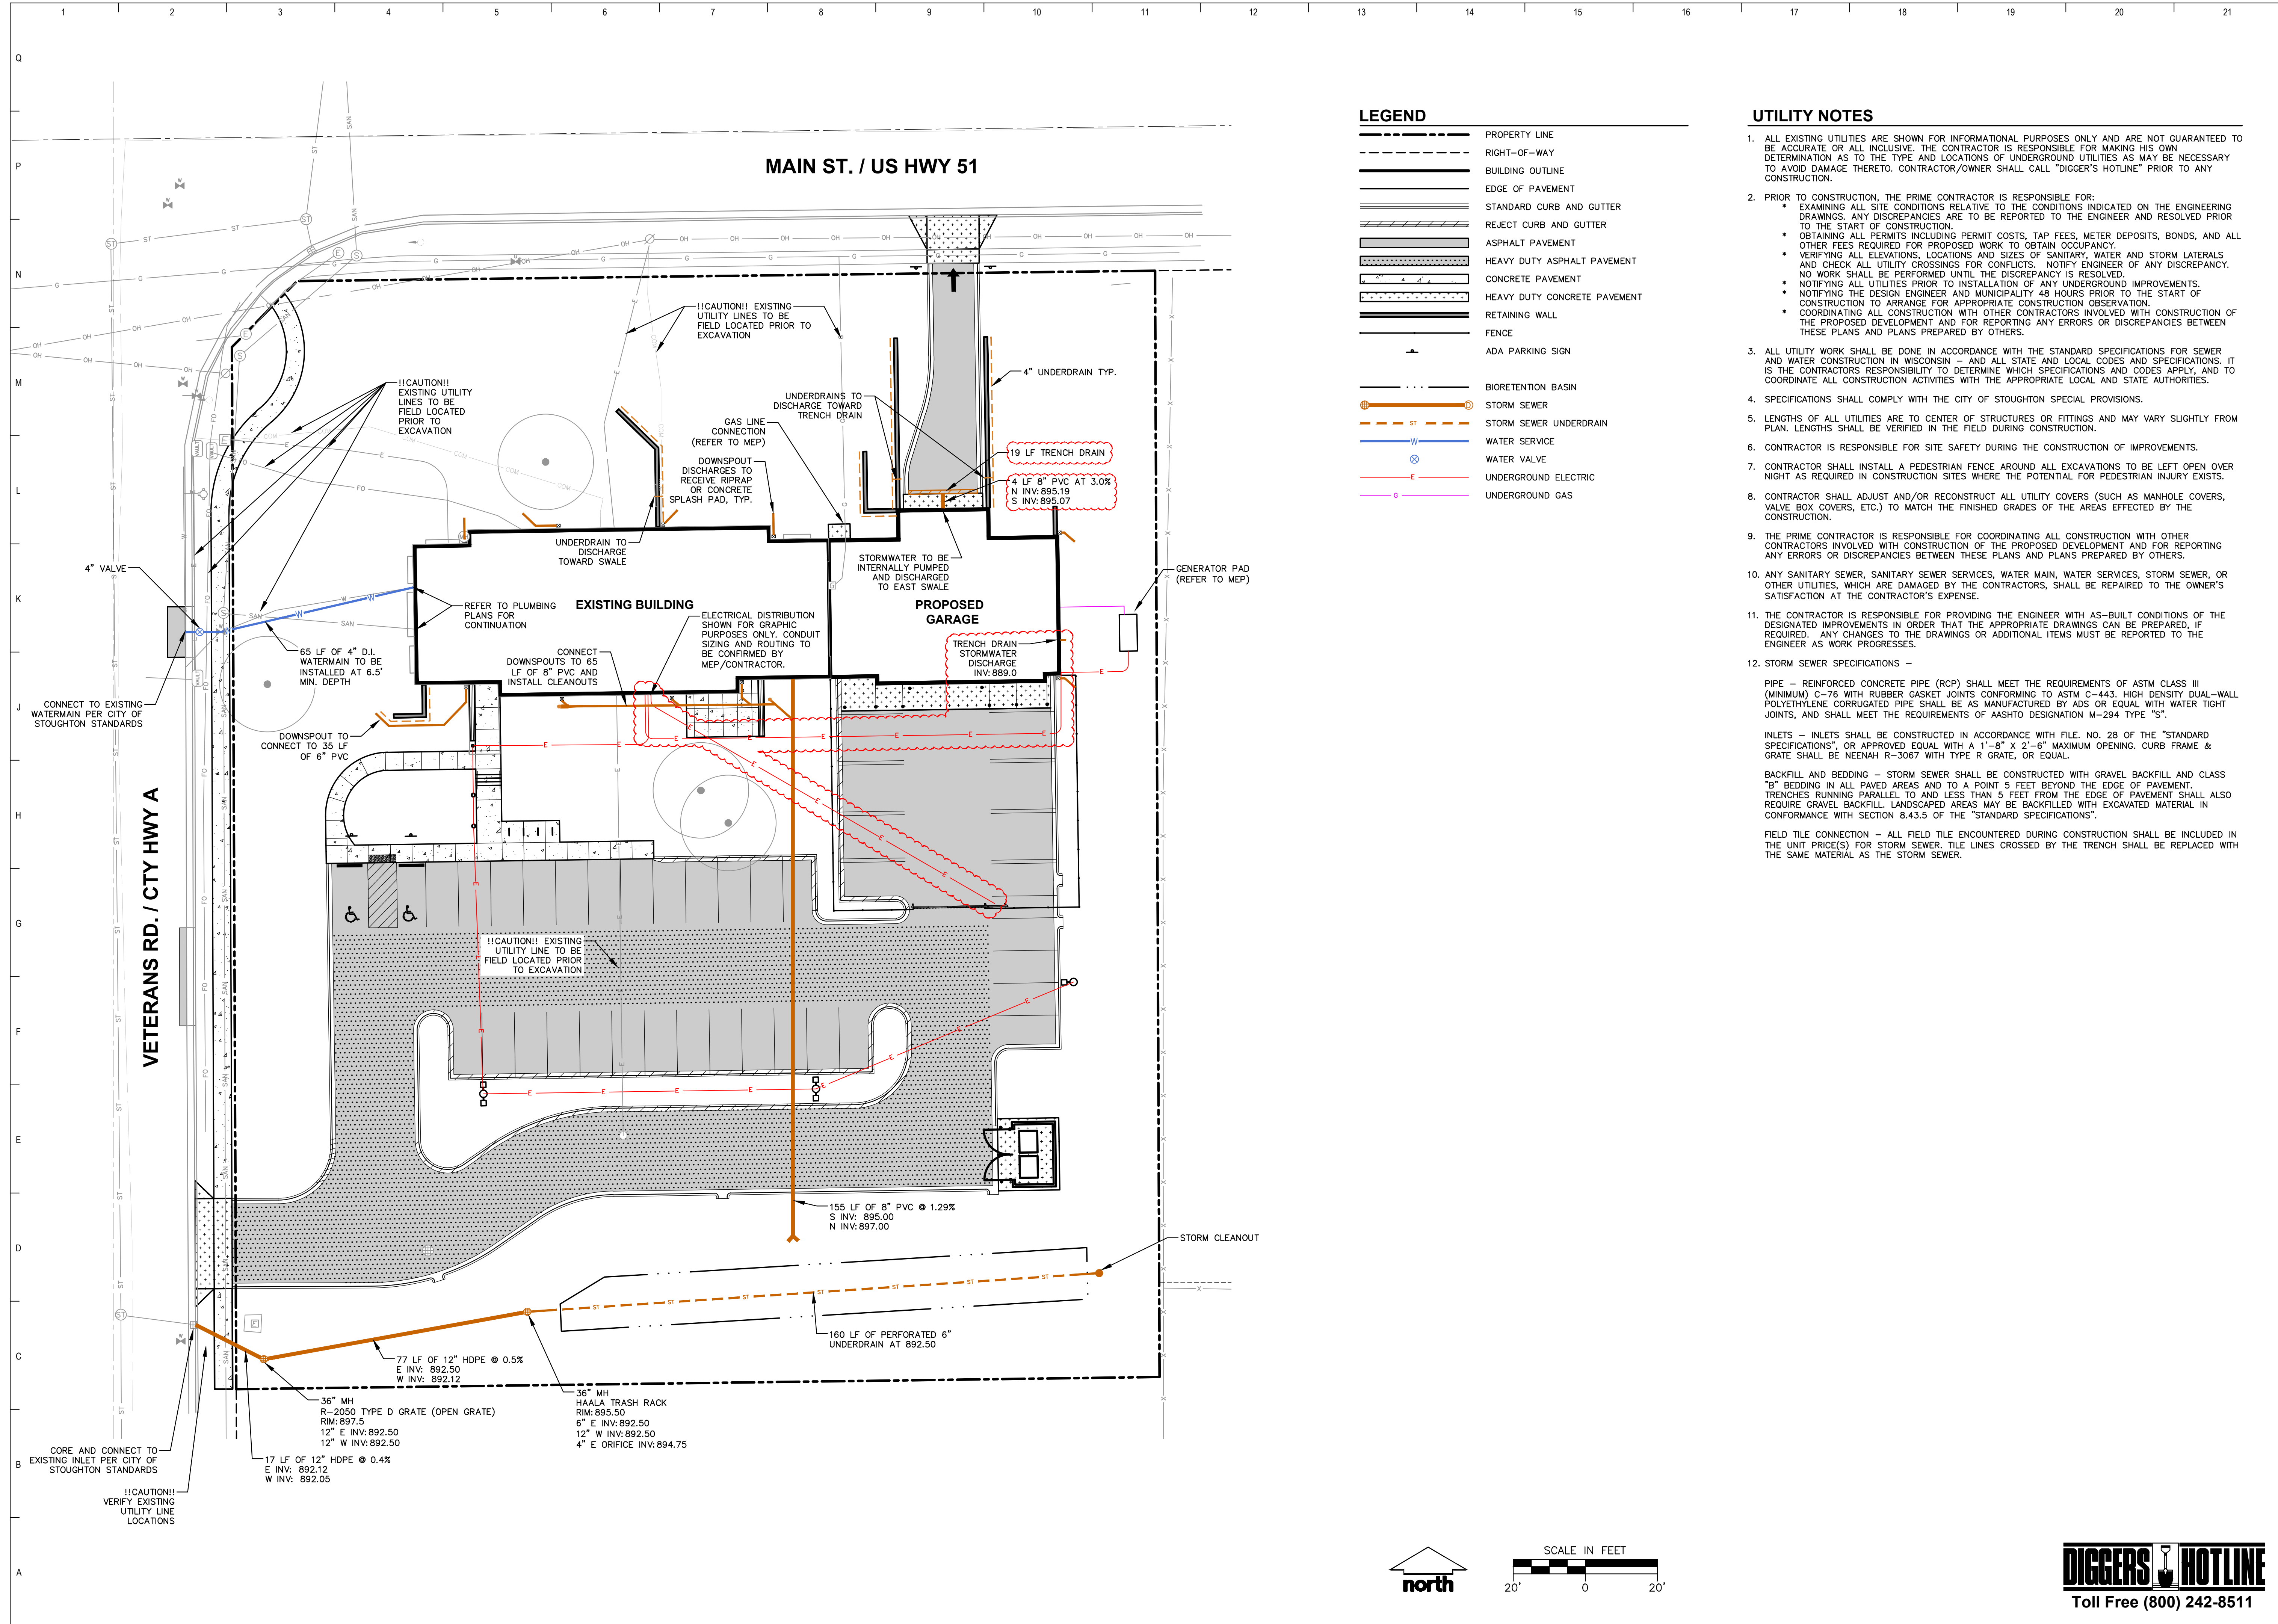 1 2 3 4 5 6 7 8 9 10 11 12 13 14 15 16 17 18 19 20 21
Q
P
N
M
L
K
J
H
G
F
E
D
C
B
A
MAIN ST. / US HWY 51
VETERANS RD. / CTY HWY A
!!CAUTION!! EXISTING
UTILITY LINES TO BE
FIELD LOCATED PRIOR TO
EXCAVATION
!!CAUTION!!
EXISTING UTILITY
LINES TO BE
FIELD LOCATED
PRIOR TO
EXCAVATION
4" UNDERDRAIN TYP.
UNDERDRAINS TO
DISCHARGE TOWARD
TRENCH DRAIN
GAS LINE
CONNECTION
(REFER TO MEP)
DOWNSPOUT
DISCHARGES TO
RECEIVE RIPRAP
OR CONCRETE
SPLASH PAD, TYP.
19 LF TRENCH DRAIN
4 LF 8" PVC AT 3.0%
N INV: 895.19
S INV: 895.07
UNDERDRAIN TO
DISCHARGE
TOWARD SWALE
STORMWATER TO BE
INTERNALLY PUMPED
AND DISCHARGED
TO EAST SWALE
4" VALVE
GENERATOR PAD
(REFER TO MEP)
REFER TO PLUMBING
PLANS FOR
CONTINUATION
EXISTING BUILDING
PROPOSED
GARAGE
ELECTRICAL DISTRIBUTION
SHOWN FOR GRAPHIC
PURPOSES ONLY. CONDUIT
SIZING AND ROUTING TO
BE CONFIRMED BY
MEP/CONTRACTOR.
65 LF OF 4" D.I.
WATERMAIN TO BE
INSTALLED AT 6.5'
MIN. DEPTH
CONNECT
DOWNSPOUTS TO 65
LF OF 8" PVC AND
INSTALL CLEANOUTS
TRENCH DRAIN
STORMWATER
DISCHARGE
INV: 889.0
CONNECT TO EXISTING
WATERMAIN PER CITY OF
STOUGHTON STANDARDS
DOWNSPOUT TO
CONNECT TO 35 LF
OF 6" PVC
!!CAUTION!! EXISTING
UTILITY LINE TO BE
FIELD LOCATED PRIOR
TO EXCAVATION
155 LF OF 8" PVC @ 1.29%
S INV: 895.00
N INV: 897.00
STORM CLEANOUT
160 LF OF PERFORATED 6"
UNDERDRAIN AT 892.50
77 LF OF 12" HDPE @ 0.5%
E INV: 892.50
W INV: 892.12
36" MH
R-2050 TYPE D GRATE (OPEN GRATE)
RIM: 897.5
12" E INV: 892.50
12" W INV: 892.50
36" MH
HAALA TRASH RACK
RIM: 895.50
6" E INV: 892.50
12" W INV: 892.50
4" E ORIFICE INV: 894.75
CORE AND CONNECT TO
EXISTING INLET PER CITY OF
STOUGHTON STANDARDS
17 LF OF 12" HDPE @ 0.4%
E INV: 892.12
W INV: 892.05
!!CAUTION!!
VERIFY EXISTING
UTILITY LINE
LOCATIONS
LEGEND
PROPERTY LINE
RIGHT-OF-WAY
BUILDING OUTLINE
EDGE OF PAVEMENT
STANDARD CURB AND GUTTER
REJECT CURB AND GUTTER
ASPHALT PAVEMENT
HEAVY DUTY ASPHALT PAVEMENT
CONCRETE PAVEMENT
HEAVY DUTY CONCRETE PAVEMENT
RETAINING WALL
FENCE
ADA PARKING SIGN
BIORETENTION BASIN
STORM SEWER
ST STORM SEWER UNDERDRAIN
W WATER SERVICE
WATER VALVE
E UNDERGROUND ELECTRIC
G UNDERGROUND GAS
UTILITY NOTES
1. ALL EXISTING UTILITIES ARE SHOWN FOR INFORMATIONAL PURPOSES ONLY AND ARE NOT GUARANTEED TO
BE ACCURATE OR ALL INCLUSIVE. THE CONTRACTOR IS RESPONSIBLE FOR MAKING HIS OWN
DETERMINATION AS TO THE TYPE AND LOCATIONS OF UNDERGROUND UTILITIES AS MAY BE NECESSARY
TO AVOID DAMAGE THERETO. CONTRACTOR/OWNER SHALL CALL "DIGGER'S HOTLINE" PRIOR TO ANY
CONSTRUCTION.
2. PRIOR TO CONSTRUCTION, THE PRIME CONTRACTOR IS RESPONSIBLE FOR:
* EXAMINING ALL SITE CONDITIONS RELATIVE TO THE CONDITIONS INDICATED ON THE ENGINEERING
DRAWINGS. ANY DISCREPANCIES ARE TO BE REPORTED TO THE ENGINEER AND RESOLVED PRIOR
TO THE START OF CONSTRUCTION.
* OBTAINING ALL PERMITS INCLUDING PERMIT COSTS, TAP FEES, METER DEPOSITS, BONDS, AND ALL
OTHER FEES REQUIRED FOR PROPOSED WORK TO OBTAIN OCCUPANCY.
* VERIFYING ALL ELEVATIONS, LOCATIONS AND SIZES OF SANITARY, WATER AND STORM LATERALS
AND CHECK ALL UTILITY CROSSINGS FOR CONFLICTS. NOTIFY ENGINEER OF ANY DISCREPANCY.
NO WORK SHALL BE PERFORMED UNTIL THE DISCREPANCY IS RESOLVED.
* NOTIFYING ALL UTILITIES PRIOR TO INSTALLATION OF ANY UNDERGROUND IMPROVEMENTS.
* NOTIFYING THE DESIGN ENGINEER AND MUNICIPALITY 48 HOURS PRIOR TO THE START OF
CONSTRUCTION TO ARRANGE FOR APPROPRIATE CONSTRUCTION OBSERVATION.
* COORDINATING ALL CONSTRUCTION WITH OTHER CONTRACTORS INVOLVED WITH CONSTRUCTION OF
THE PROPOSED DEVELOPMENT AND FOR REPORTING ANY ERRORS OR DISCREPANCIES BETWEEN
THESE PLANS AND PLANS PREPARED BY OTHERS.
3. ALL UTILITY WORK SHALL BE DONE IN ACCORDANCE WITH THE STANDARD SPECIFICATIONS FOR SEWER
AND WATER CONSTRUCTION IN WISCONSIN - AND ALL STATE AND LOCAL CODES AND SPECIFICATIONS. IT
IS THE CONTRACTORS RESPONSIBILITY TO DETERMINE WHICH SPECIFICATIONS AND CODES APPLY, AND TO
COORDINATE ALL CONSTRUCTION ACTIVITIES WITH THE APPROPRIATE LOCAL AND STATE AUTHORITIES.
4. SPECIFICATIONS SHALL COMPLY WITH THE CITY OF STOUGHTON SPECIAL PROVISIONS.
5. LENGTHS OF ALL UTILITIES ARE TO CENTER OF STRUCTURES OR FITTINGS AND MAY VARY SLIGHTLY FROM
PLAN. LENGTHS SHALL BE VERIFIED IN THE FIELD DURING CONSTRUCTION.
6. CONTRACTOR IS RESPONSIBLE FOR SITE SAFETY DURING THE CONSTRUCTION OF IMPROVEMENTS.
7. CONTRACTOR SHALL INSTALL A PEDESTRIAN FENCE AROUND ALL EXCAVATIONS TO BE LEFT OPEN OVER
NIGHT AS REQUIRED IN CONSTRUCTION SITES WHERE THE POTENTIAL FOR PEDESTRIAN INJURY EXISTS.
8. CONTRACTOR SHALL ADJUST AND/OR RECONSTRUCT ALL UTILITY COVERS (SUCH AS MANHOLE COVERS,
VALVE BOX COVERS, ETC.) TO MATCH THE FINISHED GRADES OF THE AREAS EFFECTED BY THE
CONSTRUCTION.
9. THE PRIME CONTRACTOR IS RESPONSIBLE FOR COORDINATING ALL CONSTRUCTION WITH OTHER
CONTRACTORS INVOLVED WITH CONSTRUCTION OF THE PROPOSED DEVELOPMENT AND FOR REPORTING
ANY ERRORS OR DISCREPANCIES BETWEEN THESE PLANS AND PLANS PREPARED BY OTHERS.
10. ANY SANITARY SEWER, SANITARY SEWER SERVICES, WATER MAIN, WATER SERVICES, STORM SEWER, OR
OTHER UTILITIES, WHICH ARE DAMAGED BY THE CONTRACTORS, SHALL BE REPAIRED TO THE OWNER'S
SATISFACTION AT THE CONTRACTOR'S EXPENSE.
11. THE CONTRACTOR IS RESPONSIBLE FOR PROVIDING THE ENGINEER WITH AS-BUILT CONDITIONS OF THE
DESIGNATED IMPROVEMENTS IN ORDER THAT THE APPROPRIATE DRAWINGS CAN BE PREPARED, IF
REQUIRED. ANY CHANGES TO THE DRAWINGS OR ADDITIONAL ITEMS MUST BE REPORTED TO THE
ENGINEER AS WORK PROGRESSES.
12. STORM SEWER SPECIFICATIONS -
PIPE - REINFORCED CONCRETE PIPE (RCP) SHALL MEET THE REQUIREMENTS OF ASTM CLASS III
(MINIMUM) C-76 WITH RUBBER GASKET JOINTS CONFORMING TO ASTM C-443. HIGH DENSITY DUAL-WALL
POLYETHYLENE CORRUGATED PIPE SHALL BE AS MANUFACTURED BY ADS OR EQUAL WITH WATER TIGHT
JOINTS, AND SHALL MEET THE REQUIREMENTS OF AASHTO DESIGNATION M-294 TYPE "S".
INLETS - INLETS SHALL BE CONSTRUCTED IN ACCORDANCE WITH FILE. NO. 28 OF THE "STANDARD
SPECIFICATIONS", OR APPROVED EQUAL WITH A 1'-8" X 2'-6" MAXIMUM OPENING. CURB FRAME &
GRATE SHALL BE NEENAH R-3067 WITH TYPE R GRATE, OR EQUAL.
BACKFILL AND BEDDING - STORM SEWER SHALL BE CONSTRUCTED WITH GRAVEL BACKFILL AND CLASS
"B" BEDDING IN ALL PAVED AREAS AND TO A POINT 5 FEET BEYOND THE EDGE OF PAVEMENT.
TRENCHES RUNNING PARALLEL TO AND LESS THAN 5 FEET FROM THE EDGE OF PAVEMENT SHALL ALSO
REQUIRE GRAVEL BACKFILL. LANDSCAPED AREAS MAY BE BACKFILLED WITH EXCAVATED MATERIAL IN
CONFORMANCE WITH SECTION 8.43.5 OF THE "STANDARD SPECIFICATIONS".
FIELD TILE CONNECTION - ALL FIELD TILE ENCOUNTERED DURING CONSTRUCTION SHALL BE INCLUDED IN
THE UNIT PRICE(S) FOR STORM SEWER. TILE LINES CROSSED BY THE TRENCH SHALL BE REPLACED WITH
THE SAME MATERIAL AS THE STORM SEWER.
north
SCALE IN FEET
20' 0 20'
DIGGERS HOTLINE
Toll Free (800) 242-8511